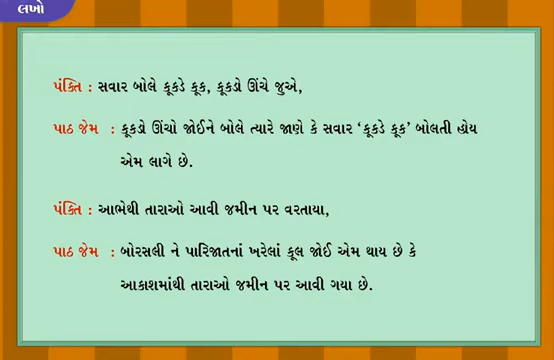 લખો
પંક્તિ : સવાર બોલે કૂકડે કૂક, કૂકડો ઊંચે જુએ,
પાઠ જેમ : કૂકડો ઊંચો જોઈને બોલે ત્યારે જાણે કે સવાર ‘કૂકડે કૂક’ બોલતી હોય
એમ લાગે છે.
પંક્તિ : આભેથી તારાઓ આવી જમીન પર વરતાયા,
પાઠ જેમ : બોરસલી ને પારિજાતનાં ખરેલાં ફૂલ જોઈ એમ થાય છે કે
આકાશમાંથી તારાઓ જમીન પર આવી ગયા છે.